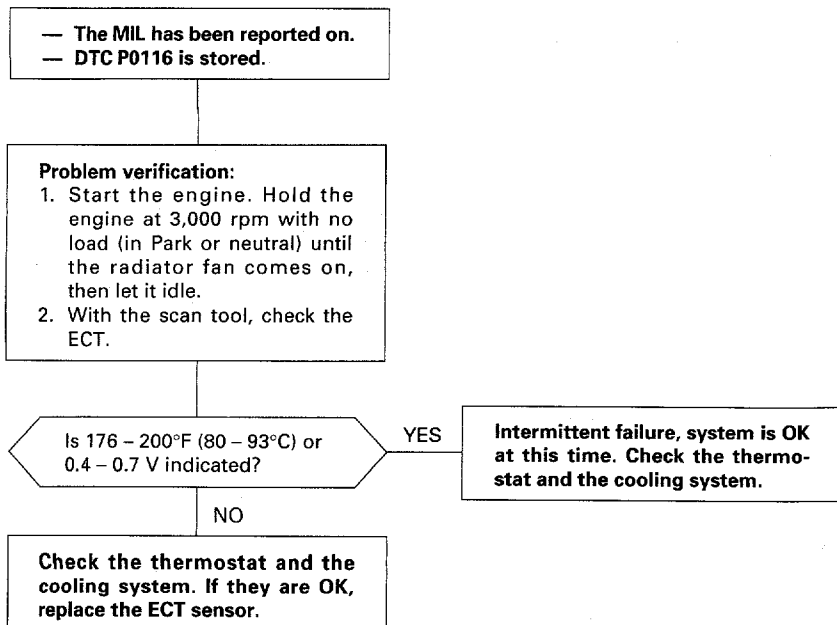 — The MIL has been reported on.
— DTC P0116 is stored.
Problem verification:
1. Start the engine. Hold the
engine at 3,000 rpm with no
load (in Park or neutral) until
the radiator fan comes on,
then let it idle.
2. With the scan tool, check the
ECT.
Is 176 – 200°F (80 – 93°C) or
0.4 – 0.7 V indicated?
YES
Intermittent failure, system is OK
at this time. Check the thermo-
stat and the cooling system.
NO
Check the thermostat and the
cooling system. If they are OK,
replace the ECT sensor.